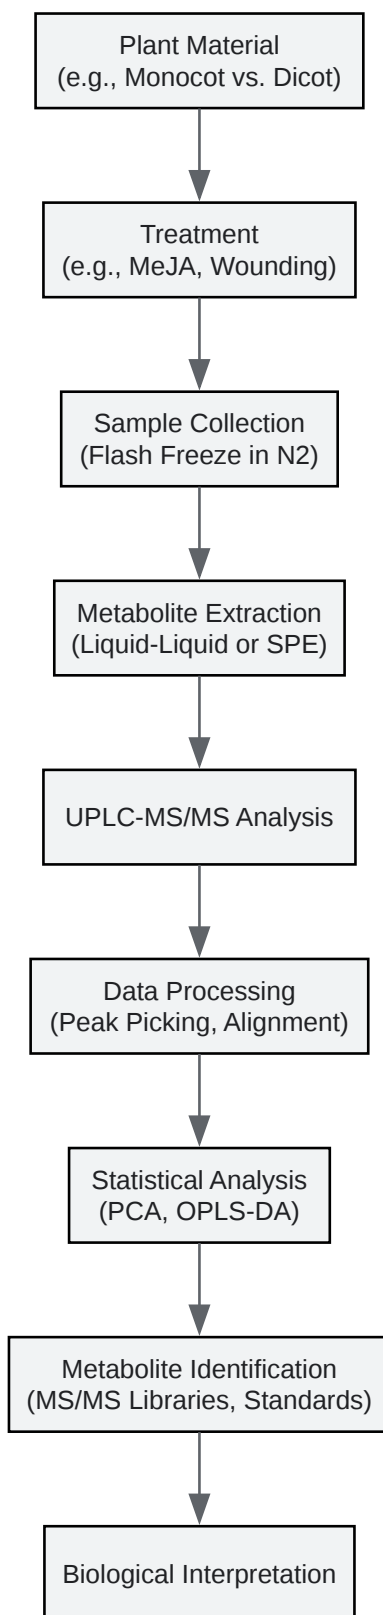 Plant Material
(e.g., Monocot vs. Dicot)
Treatment
(e.g., MeJA, Wounding)
Sample Collection
(Flash Freeze in N2)
Metabolite Extraction
(Liquid-Liquid or SPE)
UPLC-MS/MS Analysis
Data Processing
(Peak Picking, Alignment)
Statistical Analysis
(PCA, OPLS-DA)
Metabolite Identification
(MS/MS Libraries, Standards)
Biological Interpretation